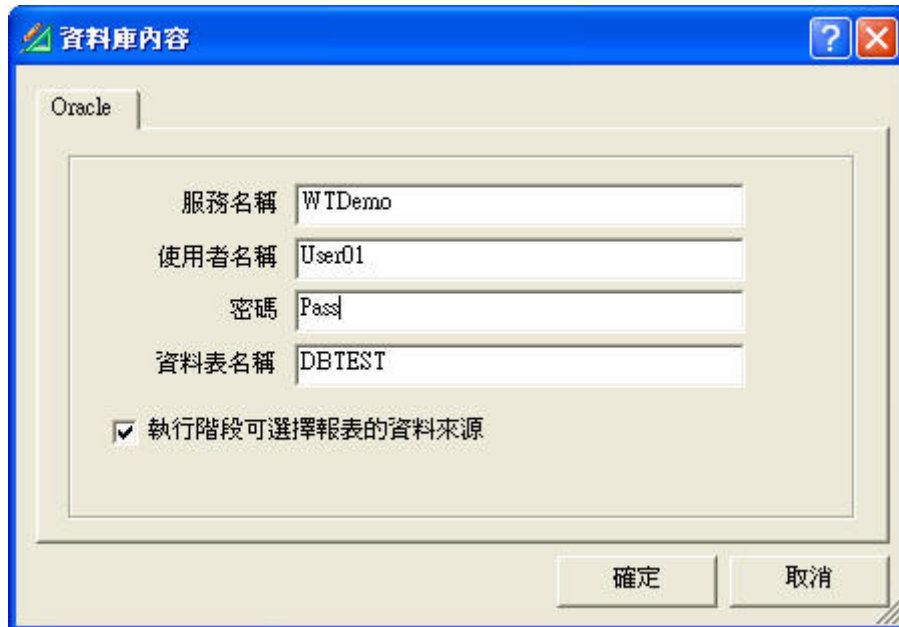 資料庫內容
Oracle
服務名稱 WTDemo
使用者名稱 User01
密碼 Pass
資料表名稱 DBTEST
執行階段可選擇報表的資料來源
確定 取消